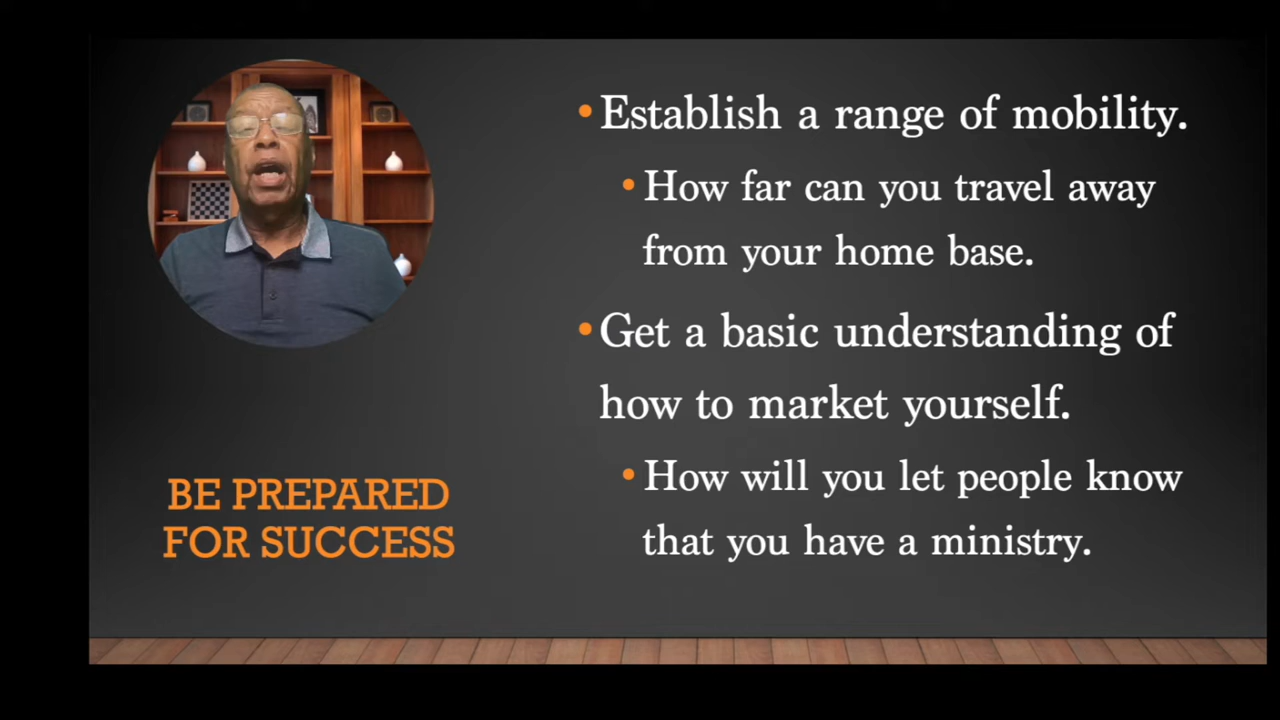 • Establish a range of mobility.
• How far can you travel away
from your home base.
• Get a basic understanding of
how to market yourself.
• How will you let people know
that you have a ministry.
BE PREPARED
FOR SUCCESS